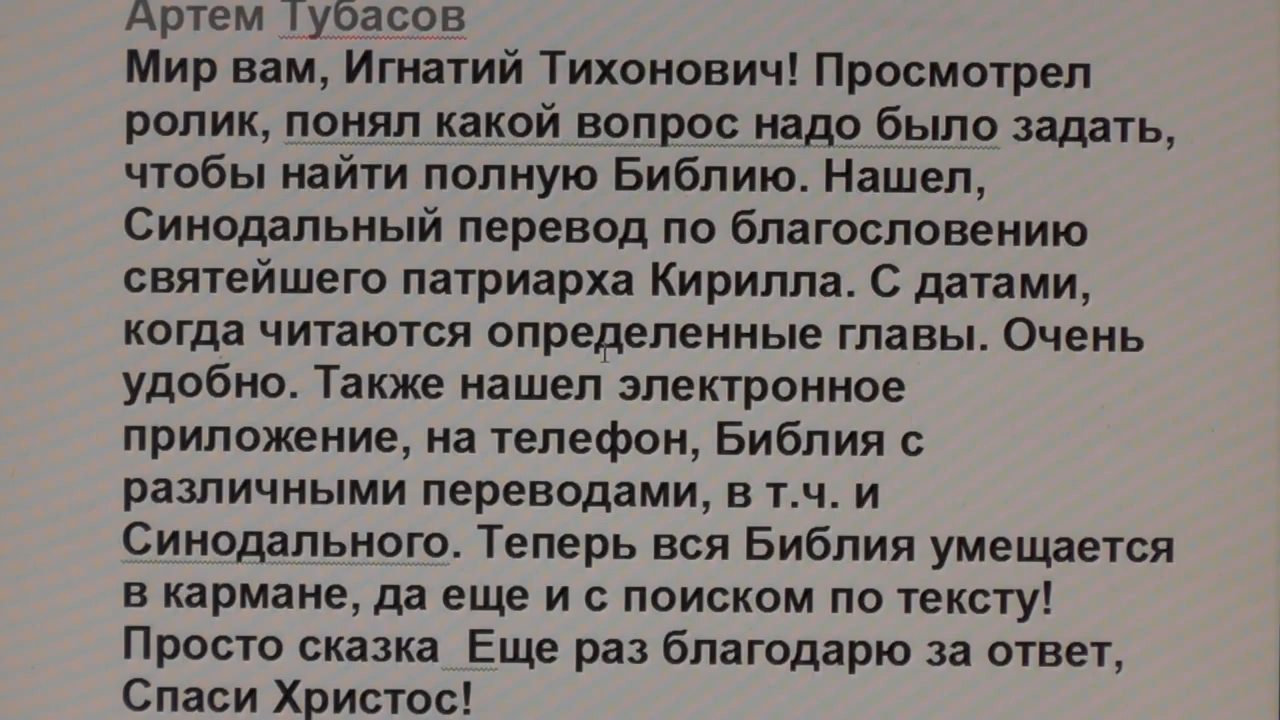 Артем Тубасов
Мир вам, Игнатий Тихонович! Просмотрел
ролик, понял какой вопрос надо было задать,
чтобы найти полную Библию. Нашел,
Синодальный перевод по благословению
святейшего патриарха Кирилла. С датами,
когда читаются определенные главы. Очень
удобно. Также нашел электронное
приложение, на телефон, Библия с
различными переводами, в т.ч. и
Синодального. Теперь вся Библия умещается
в кармане, да еще и с поиском по тексту!
Просто сказка  Еще раз благодарю за ответ,
Спаси Христос!